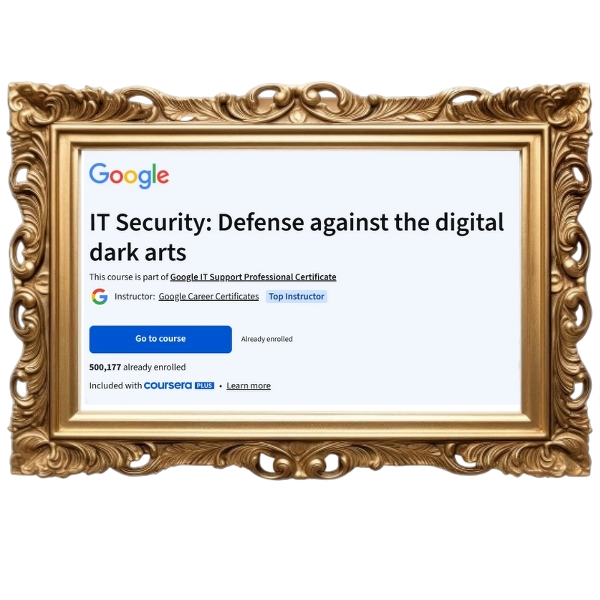 Google
IT Security: Defense against the digital
dark arts
This course is part of Google IT Support Professional Certificate
G Instructor: Google Career Certificates Top Instructor
Go to course Already enrolled
500,177 already enrolled
Included with coursera PLUS • Learn more